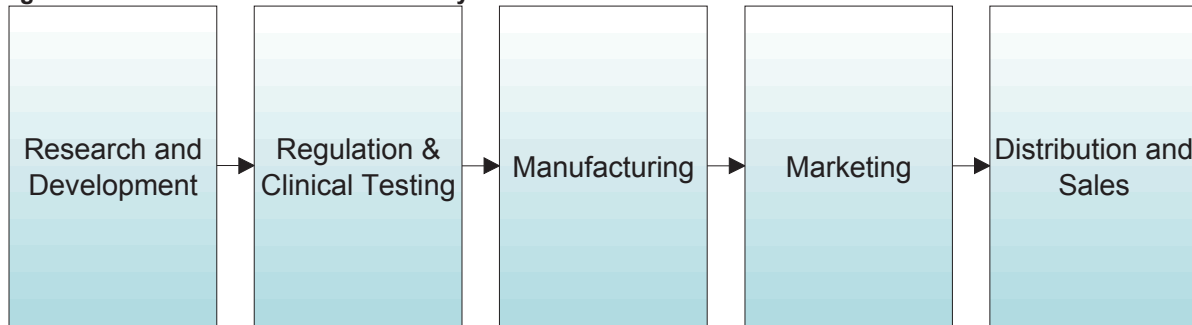 Research and
Development
Regulation &
Clinical Testing
Manufacturing
Marketing
Distribution and
Sales